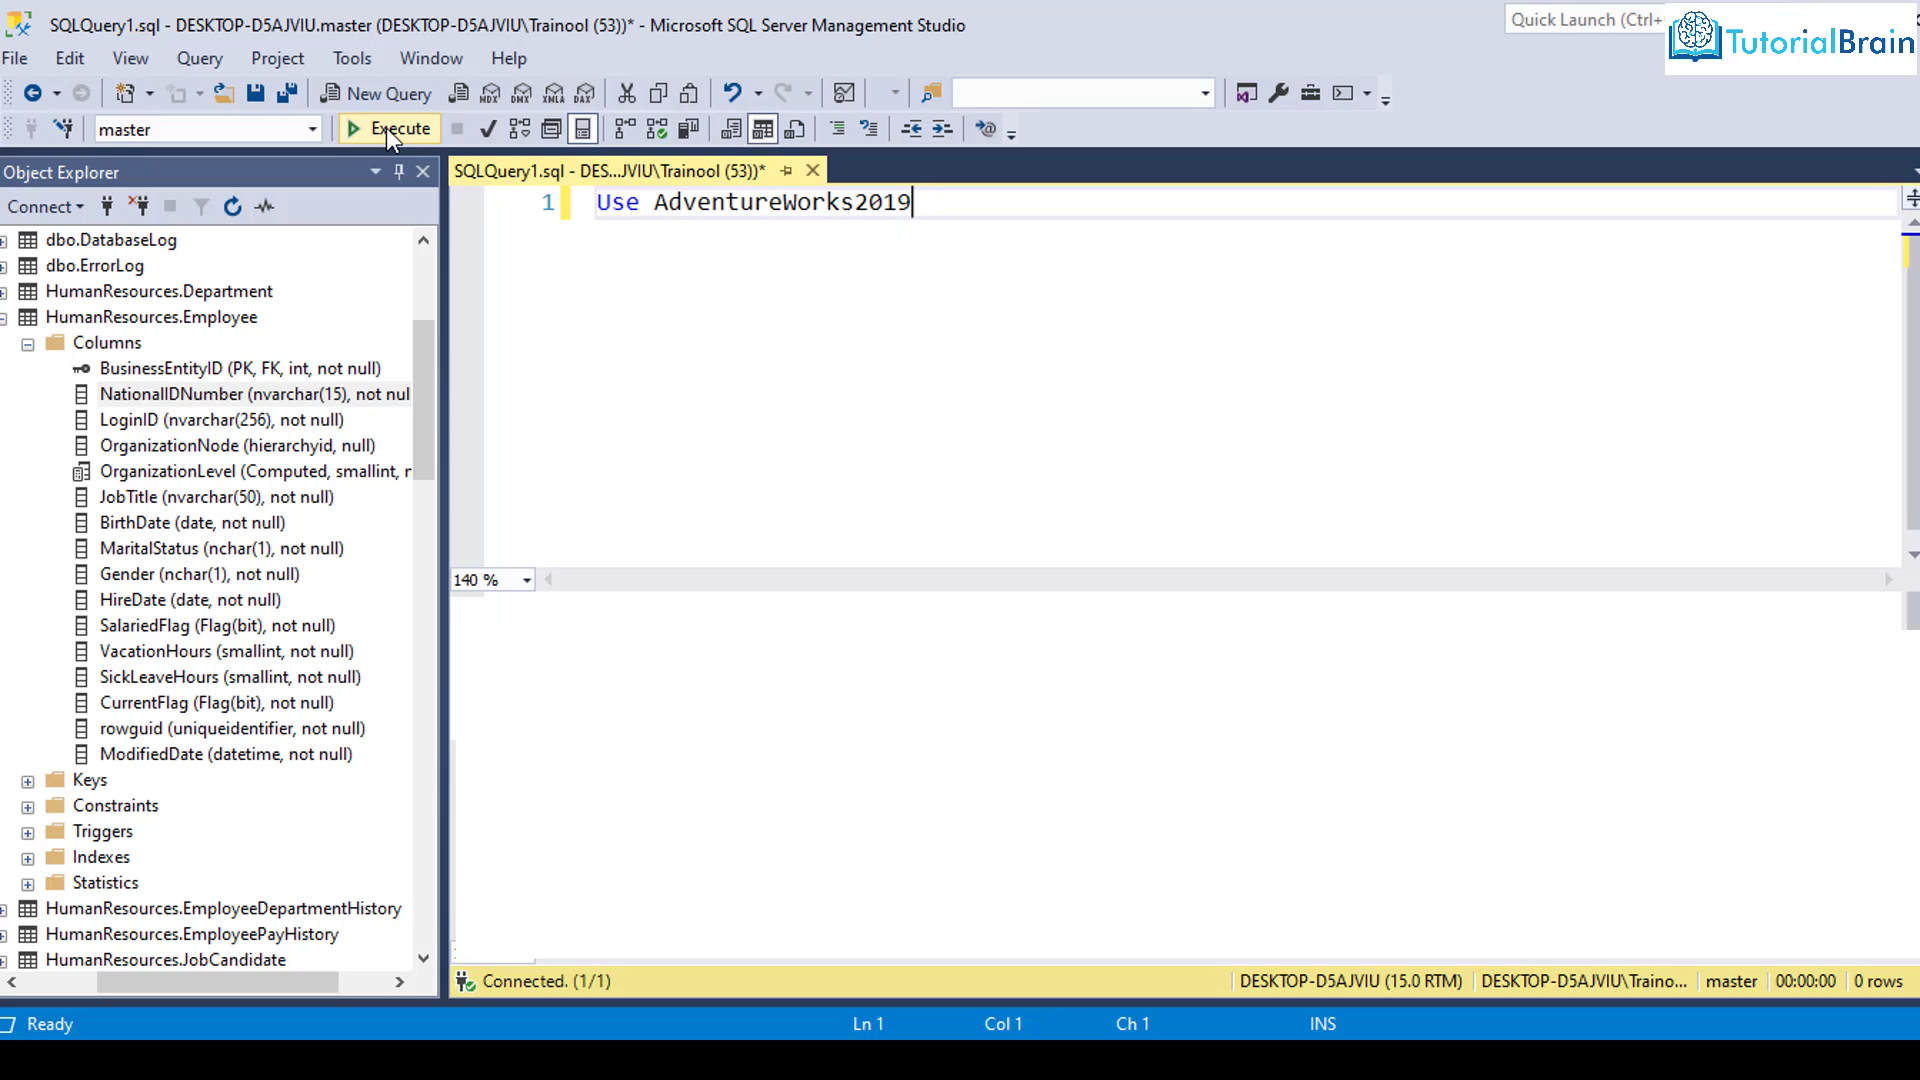 SQLQuery1.sql - DESKTOP-D5AJVIU.master (DESKTOP-D5AJVIU\Trainool (53))* - Microsoft SQL Server Management Studio
Quick Launch (Ctrl+
TutorialBrain
File Edit View Query Project Tools Window Help
New Query MDX DMX XMLA DAX
master Execute
Object Explorer
SQLQuery1.sql - DES...JVIU\Trainool (53))*
Connect
1 Use AdventureWorks2019
dbo.DatabaseLog
dbo.ErrorLog
HumanResources.Department
HumanResources.Employee
Columns
BusinessEntityID (PK, FK, int, not null)
NationalIDNumber (nvarchar(15), not nul
LoginID (nvarchar(256), not null)
OrganizationNode (hierarchyid, null)
OrganizationLevel (Computed, smallint, n
JobTitle (nvarchar(50), not null)
BirthDate (date, not null)
MaritalStatus (nchar(1), not null)
Gender (nchar(1), not null)
HireDate (date, not null)
SalariedFlag (Flag(bit), not null)
VacationHours (smallint, not null)
SickLeaveHours (smallint, not null)
CurrentFlag (Flag(bit), not null)
rowguid (uniqueidentifier, not null)
ModifiedDate (datetime, not null)
Keys
Constraints
Triggers
Indexes
Statistics
HumanResources.EmployeeDepartmentHistory
HumanResources.EmployeePayHistory
HumanResources.JobCandidate
140 %
Connected. (1/1) DESKTOP-D5AJVIU (15.0 RTM) DESKTOP-D5AJVIU\Traino... master 00:00:00 0 rows
Ready Ln 1 Col 1 Ch 1 INS